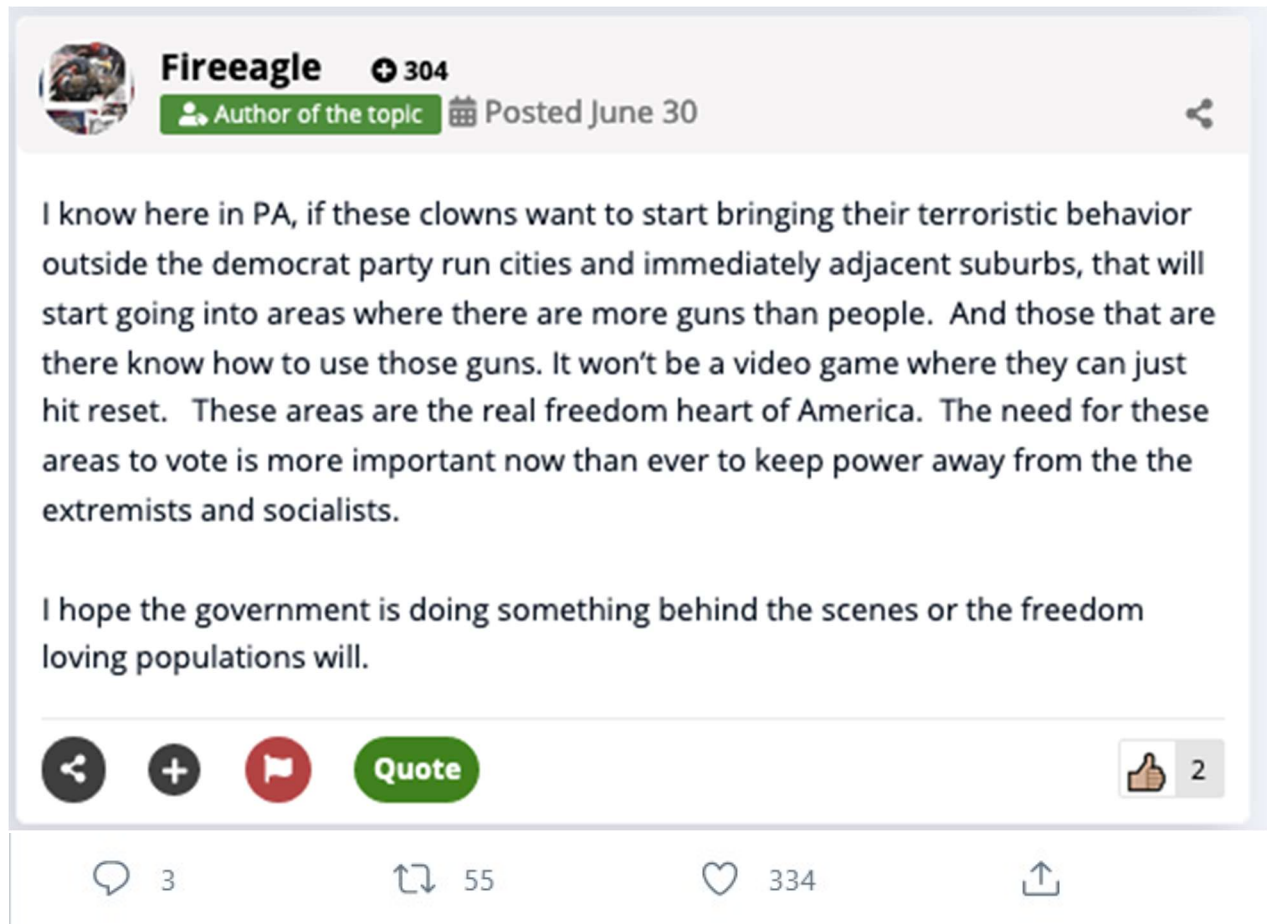 Fireeagle 304
Author of the topic Posted June 30
I know here in PA, if these clowns want to start bringing their terroristic behavior
outside the democrat party run cities and immediately adjacent suburbs, that will
start going into areas where there are more guns than people.  And those that are
there know how to use those guns. It won’t be a video game where they can just
hit reset.   These areas are the real freedom heart of America.  The need for these
areas to vote is more important now than ever to keep power away from the the
extremists and socialists.
I hope the government is doing something behind the scenes or the freedom
loving populations will.
Quote 2
3 55 334